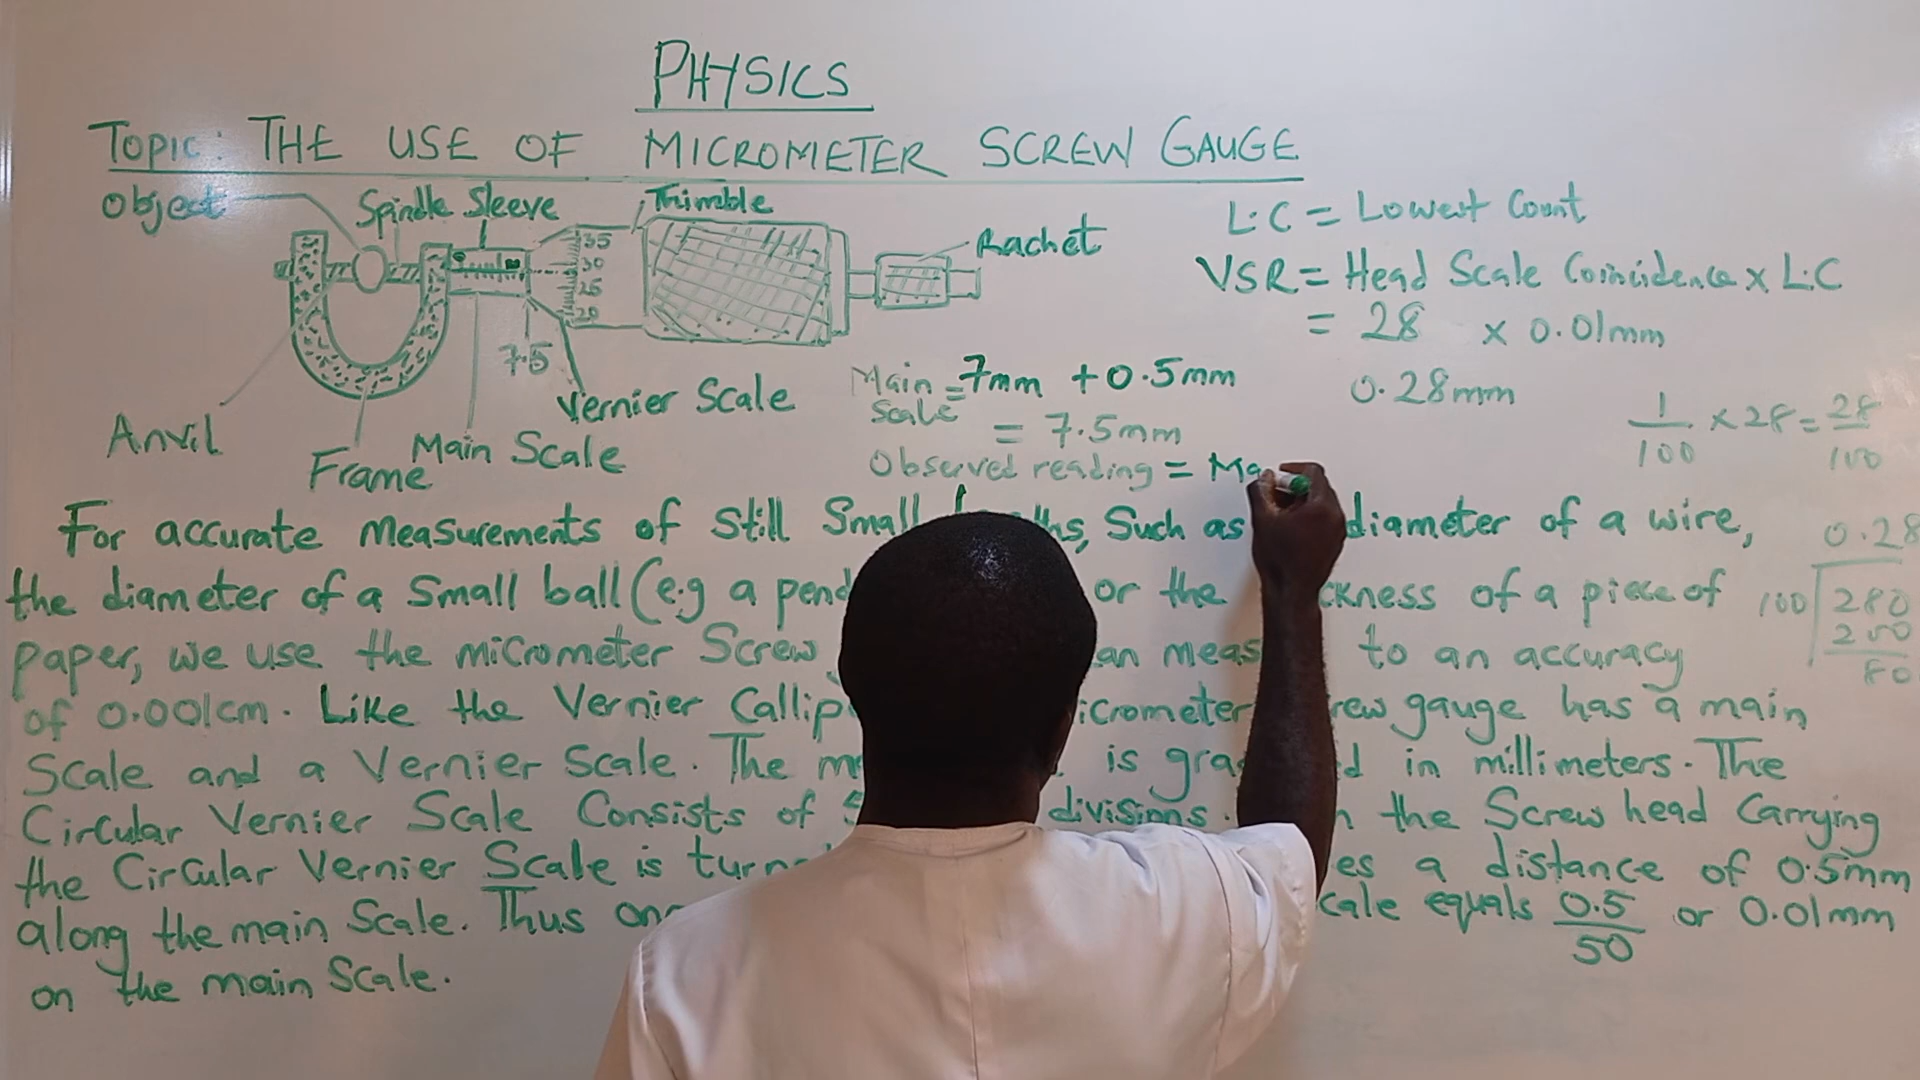 PHYSICS
Topic: THE USE OF MICROMETER SCREW GAUGE
Object
Spindle Sleeve
Trimble
Rachet
35
30
25
20
0
7.5
Anvil
Frame
Main Scale
Vernier Scale
L.C = Lowest Count
VSR = Head Scale Coincidence x L.C
= 28 x 0.01mm
0.28mm
Main Scale = 7mm + 0.5mm
= 7.5mm
Observed reading = Ma
1/100 x 28 = 28/100
0.28
100 280
200
80
For accurate measurements of still Small Such as diameter of a wire,
the diameter of a small ball (e.g a or the of a piece of
paper, we use the micrometer Screw to an accuracy
of 0.001cm. Like the Vernier gauge has a main
Scale and a Vernier Scale. The is in millimeters. The
Circular Vernier Scale Consists of divisions. the Screw head Carrying
the Circular Vernier Scale is a distance of 0.5mm
along the main Scale. Thus equals 0.5/50 or 0.01mm
on the main Scale.